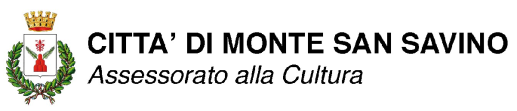 CITTA' DI MONTE SAN SAVINO
Assessorato alla Cultura